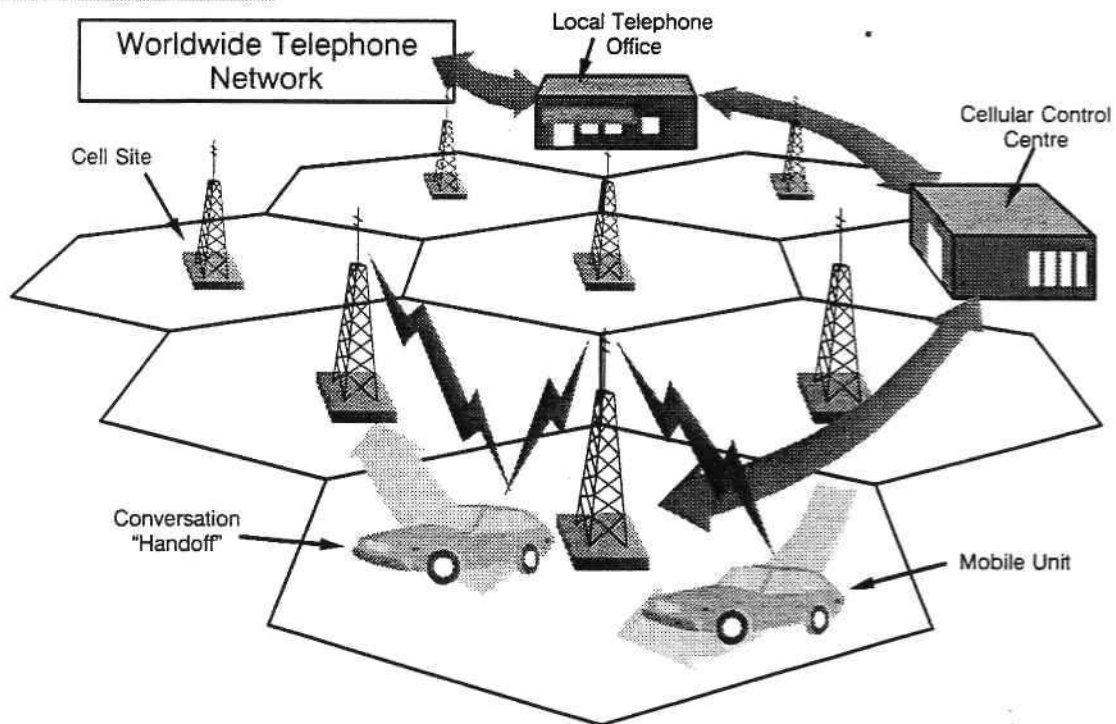 Worldwide Telephone
Network
Local Telephone
Office
Cellular Control
Centre
Cell Site
Conversation
"Handoff"
Mobile Unit